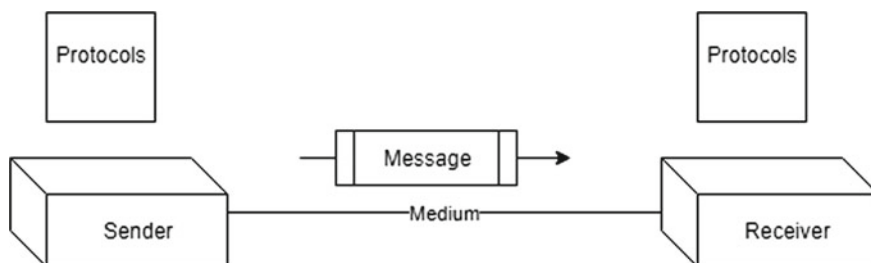 Protocols
Protocols
Message
Medium
Sender
Receiver